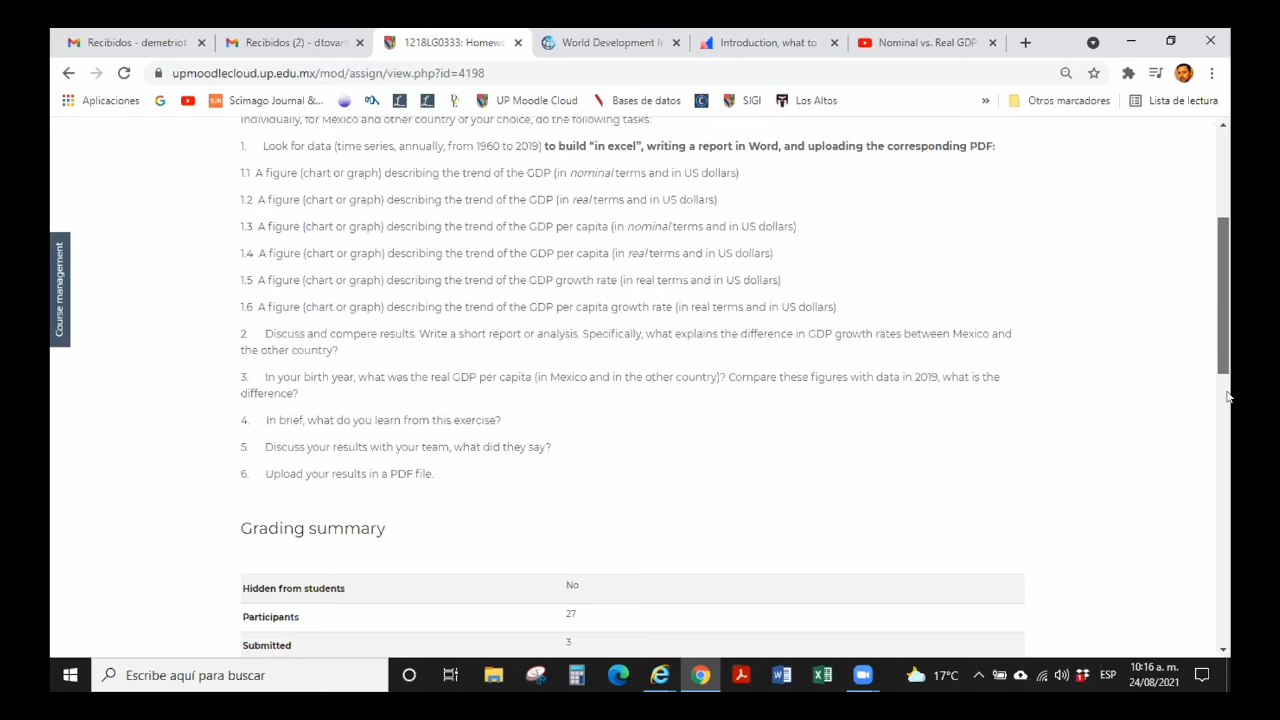 Recibidos - demetriot
Recibidos (2) - dtovar
1218LG0333: Homew
World Development I
Introduction, what to
Nominal vs. Real GDP
upmoodlecloud.up.edu.mx/mod/assign/view.php?id=4198
Aplicaciones
Scimago Journal &...
UP Moodle Cloud
Bases de datos
SIGI
Los Altos
Otros marcadores
Lista de lectura
Individually, for Mexico and other country of your choice, do the following tasks:
1. Look for data (time series, annually, from 1960 to 2019) to build “in excel”, writing a report in Word, and uploading the corresponding PDF:
1.1 A figure (chart or graph) describing the trend of the GDP (in nominal terms and in US dollars)
1.2 A figure (chart or graph) describing the trend of the GDP (in real terms and in US dollars)
1.3 A figure (chart or graph) describing the trend of the GDP per capita (in nominal terms and in US dollars)
1.4 A figure (chart or graph) describing the trend of the GDP per capita (in real terms and in US dollars)
1.5 A figure (chart or graph) describing the trend of the GDP growth rate (in real terms and in US dollars)
1.6 A figure (chart or graph) describing the trend of the GDP per capita growth rate (in real terms and in US dollars)
2. Discuss and compere results. Write a short report or analysis. Specifically, what explains the difference in GDP growth rates between Mexico and
the other country?
3. In your birth year, what was the real GDP per capita (in Mexico and in the other country)? Compare these figures with data in 2019, what is the
difference?
4. In brief, what do you learn from this exercise?
5. Discuss your results with your team, what did they say?
6. Upload your results in a PDF file.
Course management
Grading summary
Hidden from students No
Participants 27
Submitted 3
Escribe aquí para buscar
17°C
ESP
10:16 a. m.
24/08/2021